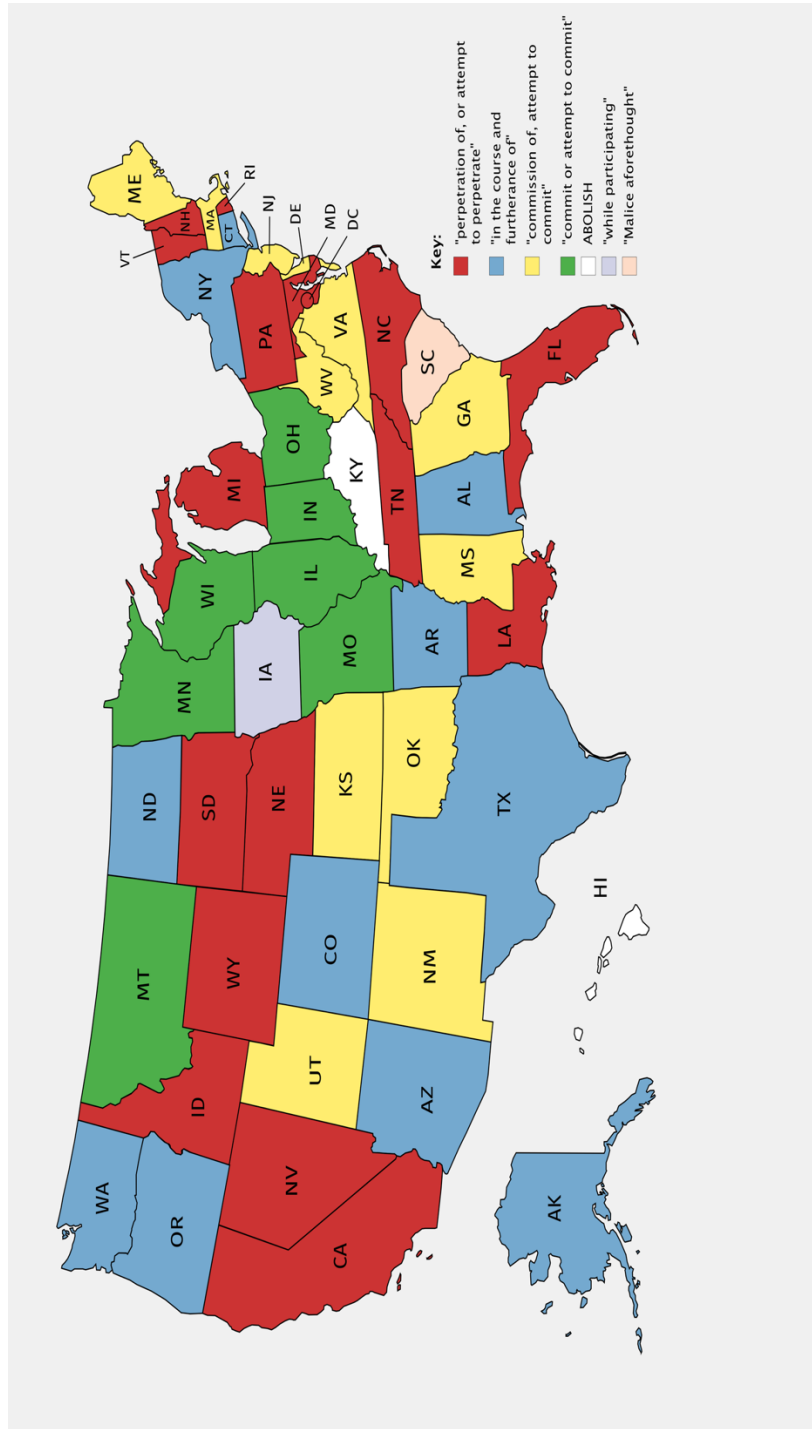 WA
OR
CA
NV
ID
MT
WY
UT
AZ
CO
NM
ND
SD
NE
KS
OK
TX
MN
IA
MO
AR
LA
WI
IL
MI
IN
OH
KY
TN
MS
AL
GA
FL
SC
NC
VA
WV
PA
NY
VT
NH
ME
MA
CT
RI
NJ
DE
MD
DC
AK
HI
Key:
"perpetration of, or attempt
to perpetrate"
"in the course and
furtherance of"
"commission of, attempt to
commit"
"commit or attempt to commit"
ABOLISH
"while participating"
"Malice aforethought"